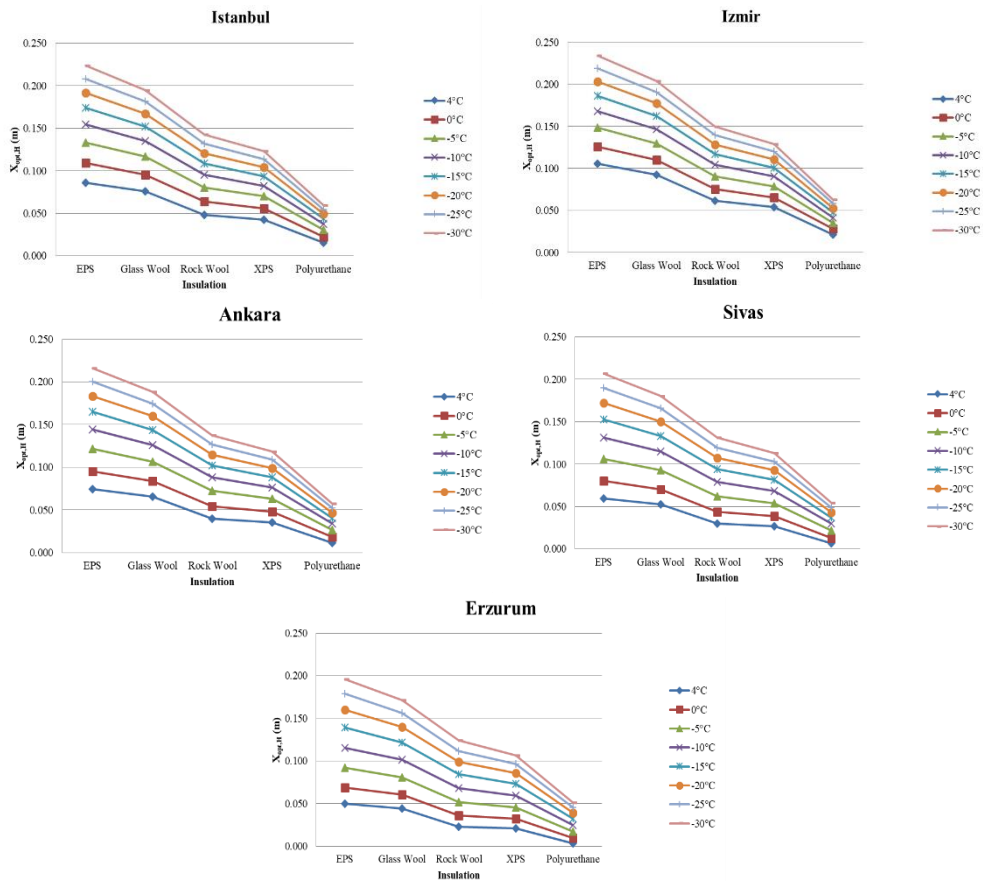 Istanbul
0.250
0.200
0.150
0.100
0.050
0.000
X_opt,H (m)
EPS Glass Wool Rock Wool XPS Polyurethane
Insulation
4°C
0°C
-5°C
-10°C
-15°C
-20°C
-25°C
-30°C
Izmir
0.250
0.200
0.150
0.100
0.050
0.000
X_opt,H (m)
EPS Glass Wool Rock Wool XPS Polyurethane
Insulation
4°C
0°C
-5°C
-10°C
-15°C
-20°C
-25°C
-30°C
Ankara
0.250
0.200
0.150
0.100
0.050
0.000
X_opt,H (m)
EPS Glass Wool Rock Wool XPS Polyurethane
Insulation
4°C
0°C
-5°C
-10°C
-15°C
-20°C
-25°C
-30°C
Sivas
0.250
0.200
0.150
0.100
0.050
0.000
X_opt,H (m)
EPS Glass Wool Rock Wool XPS Polyurethane
Insulation
4°C
0°C
-5°C
-10°C
-15°C
-20°C
-25°C
-30°C
Erzurum
0.250
0.200
0.150
0.100
0.050
0.000
X_opt,H (m)
EPS Glass Wool Rock Wool XPS Polyurethane
Insulation
4°C
0°C
-5°C
-10°C
-15°C
-20°C
-25°C
-30°C